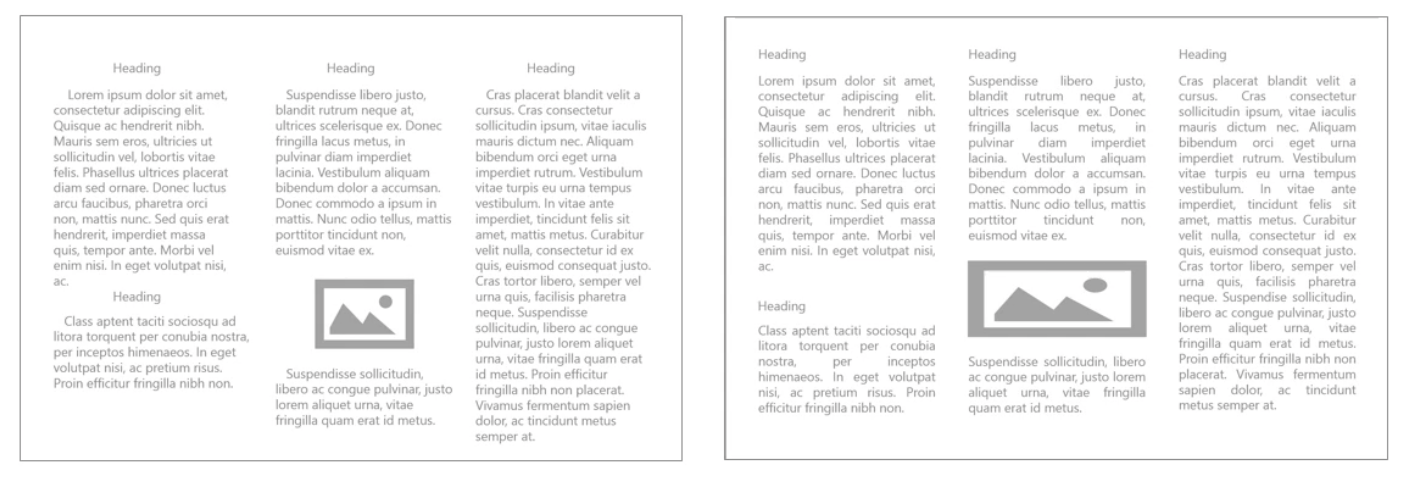 Heading
Lorem ipsum dolor sit amet,
consectetur adipiscing elit.
Quisque ac hendrerit nibh.
Mauris sem eros, ultricies ut
sollicitudin vel, lobortis vitae
felis. Phasellus ultrices placerat
diam sed ornare. Donec luctus
arcu faucibus, pharetra orci
non, mattis nunc. Sed quis erat
hendrerit, imperdiet massa
quis, tempor ante. Morbi vel
enim nisi. In eget volutpat nisi,
ac.
Heading
Class aptent taciti sociosqu ad
litora torquent per conubia nostra,
per inceptos himenaeos. In eget
volutpat nisi, ac pretium risus.
Proin efficitur fringilla nibh non.
Heading
Suspendisse libero justo,
blandit rutrum neque at,
ultrices scelerisque ex. Donec
fringilla lacus metus, in
pulvinar diam imperdiet
lacinia. Vestibulum aliquam
bibendum dolor a accumsan.
Donec commodo a ipsum in
mattis. Nunc odio tellus, mattis
porttitor tincidunt non,
euismod vitae ex.
Suspendisse sollicitudin,
libero ac congue pulvinar, justo
lorem aliquet urna, vitae
fringilla quam erat id metus.
Heading
Cras placerat blandit velit a
cursus. Cras consectetur
sollicitudin ipsum, vitae iaculis
mauris dictum nec. Aliquam
bibendum orci eget urna
imperdiet rutrum. Vestibulum
vitae turpis eu urna tempus
vestibulum. In vitae ante
imperdiet, tincidunt felis sit
amet, mattis metus. Curabitur
velit nulla, consectetur id ex
quis, euismod consequat justo.
Cras tortor libero, semper vel
urna quis, facilisis pharetra
neque. Suspendisse
sollicitudin, libero ac congue
pulvinar, justo lorem aliquet
urna, vitae fringilla quam erat
id metus. Proin efficitur
fringilla nibh non placerat.
Vivamus fermentum sapien
dolor, ac tincidunt metus
semper at.
Heading
Lorem ipsum dolor sit amet,
consectetur adipiscing elit.
Quisque ac hendrerit nibh.
Mauris sem eros, ultricies ut
sollicitudin vel, lobortis vitae
felis. Phasellus ultrices placerat
diam sed ornare. Donec luctus
arcu faucibus, pharetra orci
non, mattis nunc. Sed quis erat
hendrerit, imperdiet massa
quis, tempor ante. Morbi vel
enim nisi. In eget volutpat nisi,
ac.
Heading
Class aptent taciti sociosqu ad
litora torquent per conubia
nostra, per inceptos
himenaeos. In eget volutpat
nisi, ac pretium risus. Proin
efficitur fringilla nibh non.
Heading
Suspendisse libero justo,
blandit rutrum neque at,
ultrices scelerisque ex. Donec
fringilla lacus metus, in
pulvinar diam imperdiet
lacinia. Vestibulum aliquam
bibendum dolor a accumsan.
Donec commodo a ipsum in
mattis. Nunc odio tellus, mattis
porttitor tincidunt non,
euismod vitae ex.
Suspendisse sollicitudin, libero
ac congue pulvinar, justo lorem
aliquet urna, vitae fringilla
quam erat id metus.
Heading
Cras placerat blandit velit a
cursus. Cras consectetur
sollicitudin ipsum, vitae iaculis
mauris dictum nec. Aliquam
bibendum orci eget urna
imperdiet rutrum. Vestibulum
vitae turpis eu urna tempus
vestibulum. In vitae ante
imperdiet, tincidunt felis sit
amet, mattis metus. Curabitur
velit nulla, consectetur id ex
quis, euismod consequat justo.
Cras tortor libero, semper vel
urna quis, facilisis pharetra
neque. Suspendise sollicitudin,
libero ac congue pulvinar, justo
lorem aliquet urna, vitae
fringilla quam erat id metus.
Proin efficitur fringilla nibh non
placerat. Vivamus fermentum
sapien dolor, ac tincidunt
metus semper at.